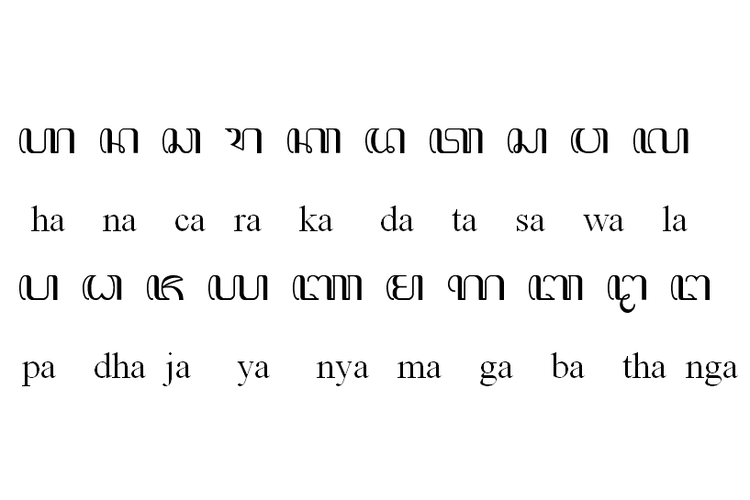 ꦲ ꦤ ꦕ ꦫ ꦏ ꦢ ꦠ ꦱ ꦮ ꦭ
ha na ca ra ka da ta sa wa la
ꦥ ꦝ ꦗ ꦪ ꦚ ꦩ ꦒ ꦧ ꦛ ꦔ
pa dha ja ya nya ma ga ba tha nga